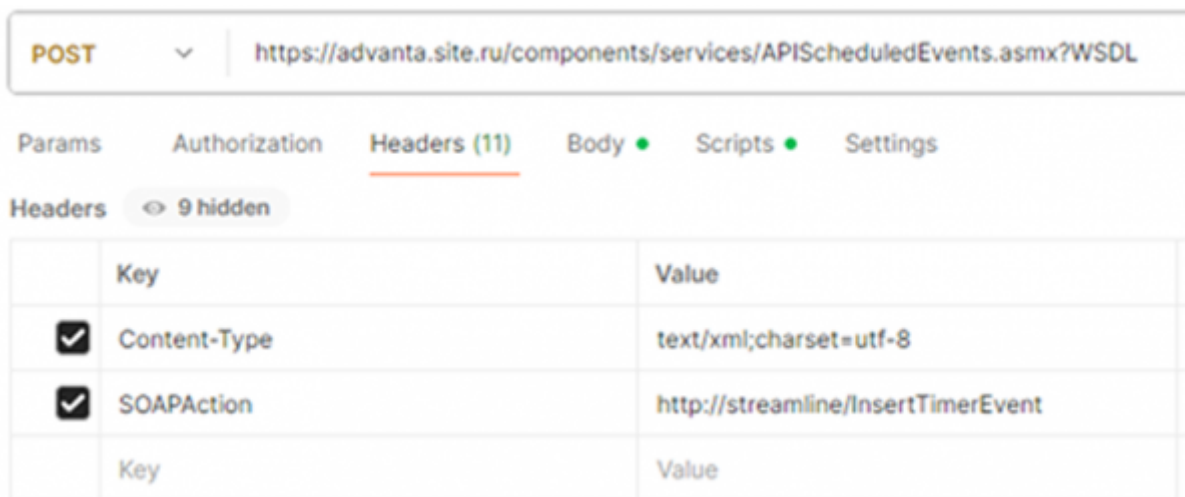 POST https://advanta.site.ru/components/services/APIScheduledEvents.asmx?WSDL
Params Authorization Headers (11) Body Scripts Settings
Headers 9 hidden
Key Value
Content-Type text/xml;charset=utf-8
SOAPAction http://streamline/InsertTimerEvent
Key Value